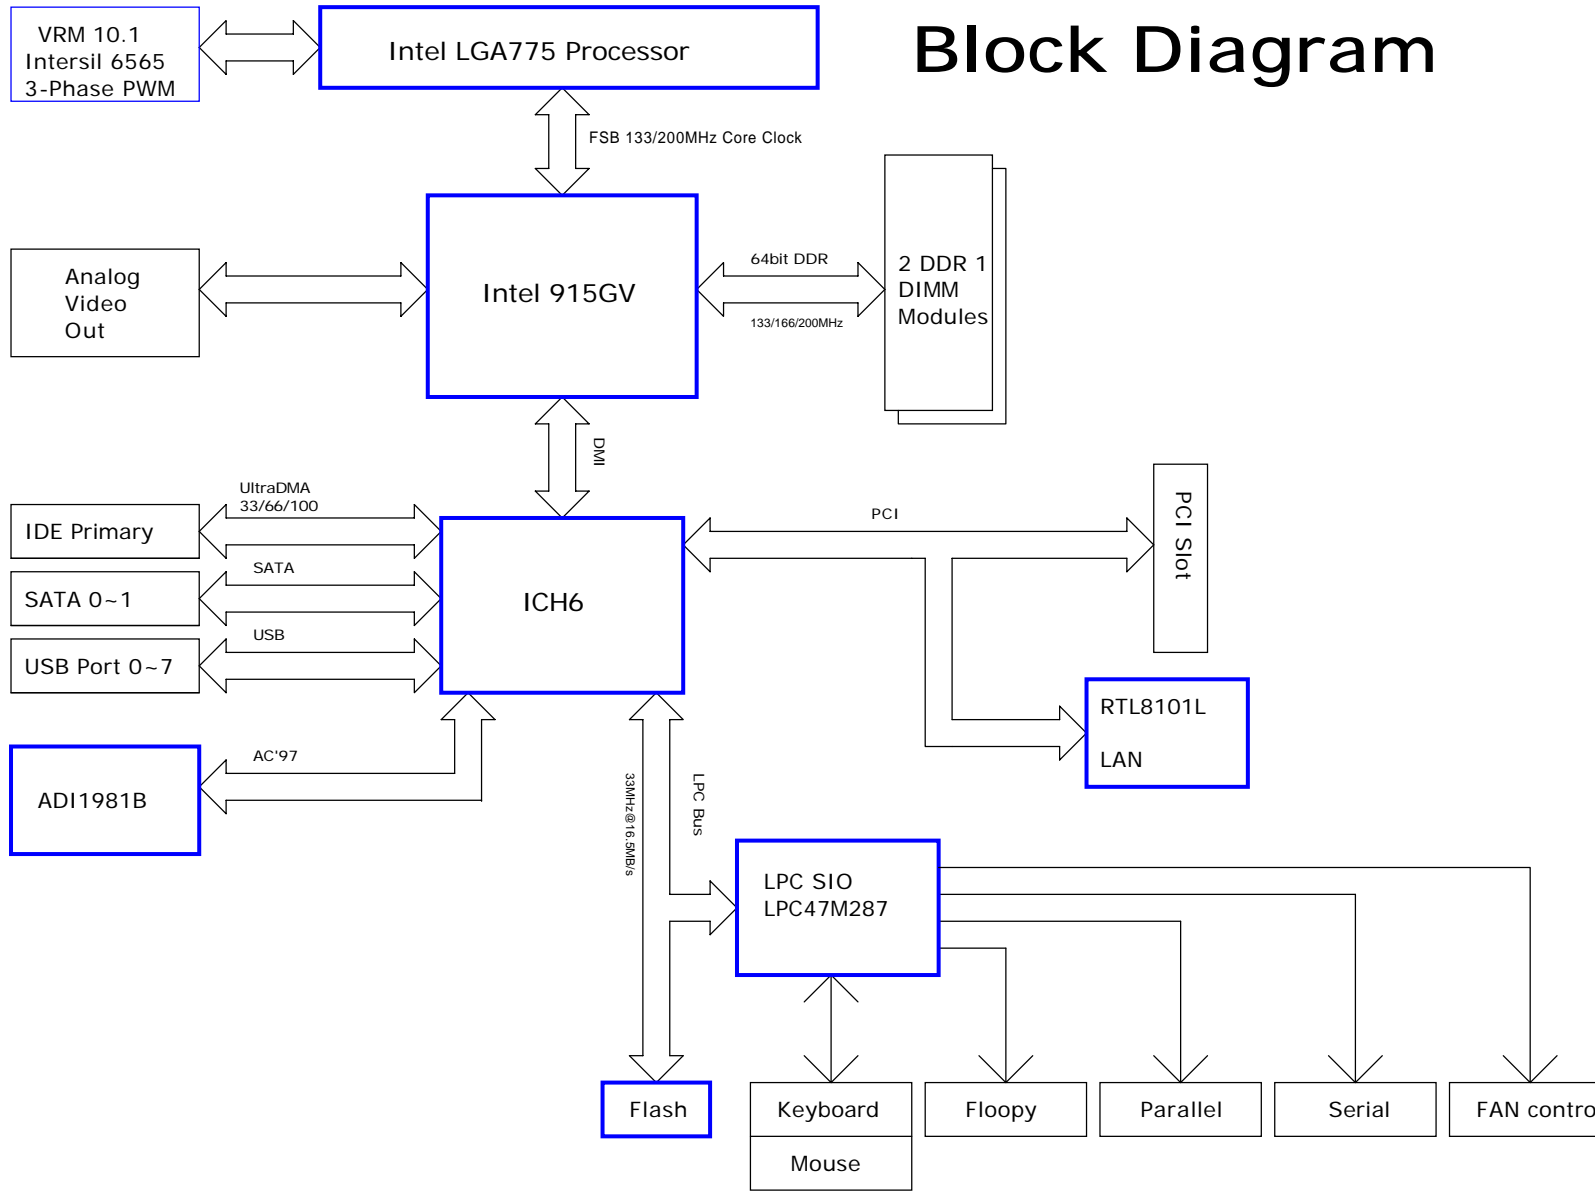 Block Diagram
VRM 10.1
Intersil 6565
3-Phase PWM
Intel LGA775 Processor
FSB 133/200MHz Core Clock
Analog
Video
Out
Intel 915GV
64bit DDR
133/166/200MHz
2 DDR 1
DIMM
Modules
DMI
UltraDMA
33/66/100
IDE Primary
SATA
SATA 0~1
USB
USB Port 0~7
ICH6
PCI
PCI Slot
RTL8101L
LAN
AC'97
ADI1981B
33MHz@16.5MB/s
LPC Bus
LPC SIO
LPC47M287
Flash
Keyboard
Mouse
Floopy
Parallel
Serial
FAN contro